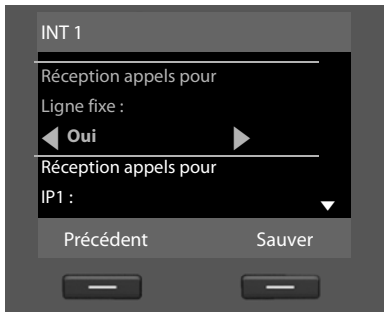 INT 1
Réception appels pour
Ligne fixe :
Oui
Réception appels pour
IP1 :
Précédent Sauver